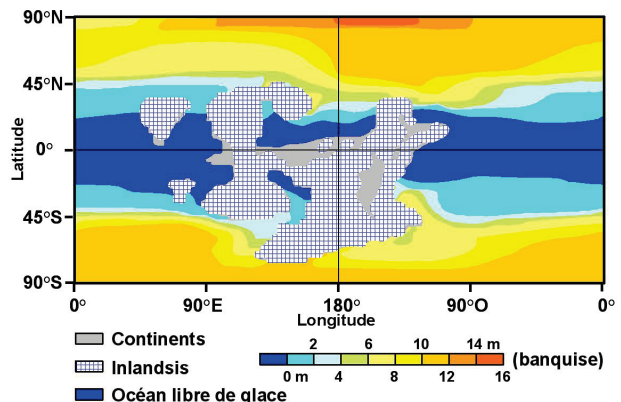 90°N
45°N
0°
45°S
90°S
Latitude
0° 90°E 180° 90°O 0°
Longitude
Continents
Inlandsis
Océan libre de glace
2 6 10 14 m
(banquise)
0 m 4 8 12 16